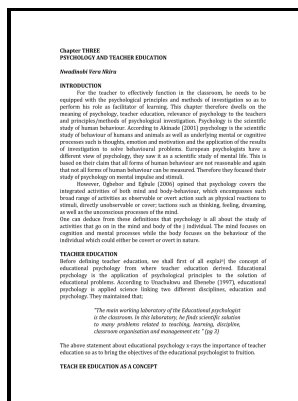 Chapter THREE
PSYCHOLOGY AND TEACHER EDUCATION
Nwadinobi Vera Nkiru
INTRODUCTION
For the teacher to effectively function in the classroom, he needs to be
equipped with the psychological principles and methods of investigation so as to
perform his role as facilitator of learning. This chapter therefore dwells on the
meaning of psychology, teacher education, relevance of psychology to the teachers
and principles/methods of psychological investigation. Psychology is the scientific
study of human behaviour. According to Akinade (2001) psychology is the scientific
study of behaviour of humans and animals as well as underlying mental or cognitive
processes such is thoughts, emotion and motivation and the application of the results
of investigation to solve behavioural problems. European psychologists have a
different view of psychology, they saw it as a scientific study of mental life. This is
based on their claim that all forms of human behaviour are not reasonable and again
that not all forms of human behaviour can be measured. Therefore they focused their
study of psychology on mental impulse and stimuli.
However, Ogbebor and Egbule (2006) opined that psychology covers the
integrated activities of both mind and body-behaviour, which encompasses such
broad range of activities as observable or overt action such as physical reactions to
stimuli, directly unobservable or cover; tactions such as thinking, feeling, dreaming,
as well as the unconscious processes of the mind.
One can deduce from these definitions that psychology is all about the study of
activities that go on in the mind and body of the j individual. The mind focuses on
cognition and mental processes while the body focuses on the behaviour of the
individual which could either be covert or overt in nature.
TEACHER EDUCATION
Before defining teacher education, we shall first of all the concept of
educational psychology from where teacher education derived. Educational
psychology is the application of psychological principles to the solution of
educational problems. According to Unachukwu and Ebenebe (1997), educational
psychology is applied science linking two different disciplines, education and
psychology. They maintained that;
"The main working laboratory of the Educational psychologist
is the classroom. In this laboratory, he finds scientific solution
to many problems related to teaching, learning, discipline,
classroom organisation and management etc " (pg 3)
The above statement about educational psychology x-rays the importance of teacher
education so as to bring the objectives of the educational psychologist to fruition.
TEACH ER EDUCATION AS A CONCEPT